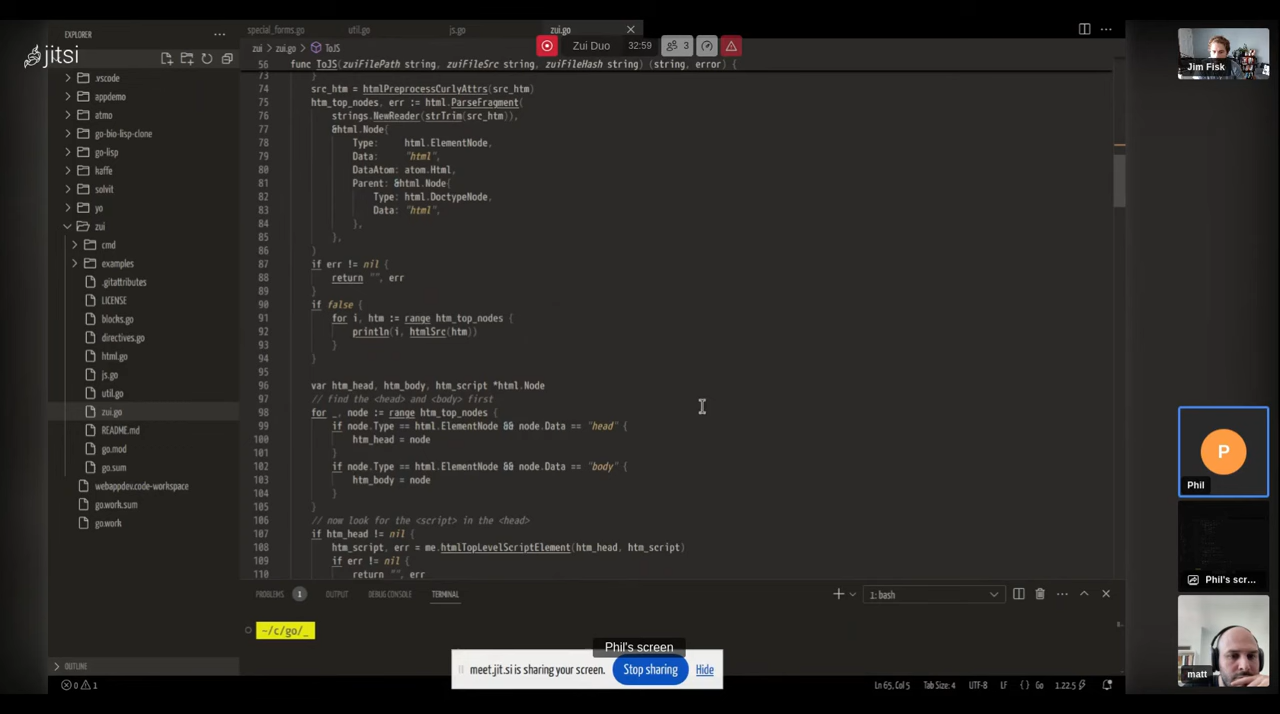 jitsi
EXPLORER
special_forms.go
util.go
js.go
zui.go
Zui Duo
32:59
3
zui > zui.go > ToJS
56 func ToJS(zuiFilePath string, zuiFileSrc string, zuiFileHash string) (string, error) {
73 }
74 src_htm = htmlPreprocessCurlyAttrs(src_htm)
75 htm_top_nodes, err := html.ParseFragment(
76 strings.NewReader(strTrim(src_htm)),
77 &html.Node{
78 Type: html.ElementNode,
79 Data: "html",
80 DataAtom: atom.Html,
81 Parent: &html.Node{
82 Type: html.DoctypeNode,
83 Data: "html",
84 },
85 },
86 )
87 if err != nil {
88 return "", err
89 }
90 if false {
91 for i, htm := range htm_top_nodes {
92 println(i, htmlSrc(htm))
93 }
94 }
95
96 var htm_head, htm_body, htm_script *html.Node
97 // find the <head> and <body> first
98 for _, node := range htm_top_nodes {
99 if node.Type == html.ElementNode && node.Data == "head" {
100 htm_head = node
101 }
102 if node.Type == html.ElementNode && node.Data == "body" {
103 htm_body = node
104 }
105 }
106 // now look for the <script> in the <head>
107 if htm_head != nil {
108 htm_script, err = me.htmlTopLevelScriptElement(htm_head, htm_script)
109 if err != nil {
110 return "", err
.vscode
appdemo
atmo
go-bio-lisp-clone
go-lisp
kaffe
solvit
yo
zui
cmd
examples
.gitattributes
LICENSE
blocks.go
directives.go
html.go
js.go
util.go
zui.go
README.md
go.mod
go.sum
webappdev.code-workspace
go.work.sum
go.work
OUTLINE
PROBLEMS 1 OUTPUT DEBUG CONSOLE TERMINAL
1: bash
~/c/go/_
Phil's screen
meet.jit.si is sharing your screen. Stop sharing Hide
0 1
Ln 65, Col 5 Tab Size: 4 UTF-8 LF {} Go 1.22.5
Jim Fisk
P
Phil
Phil's scr...
matt